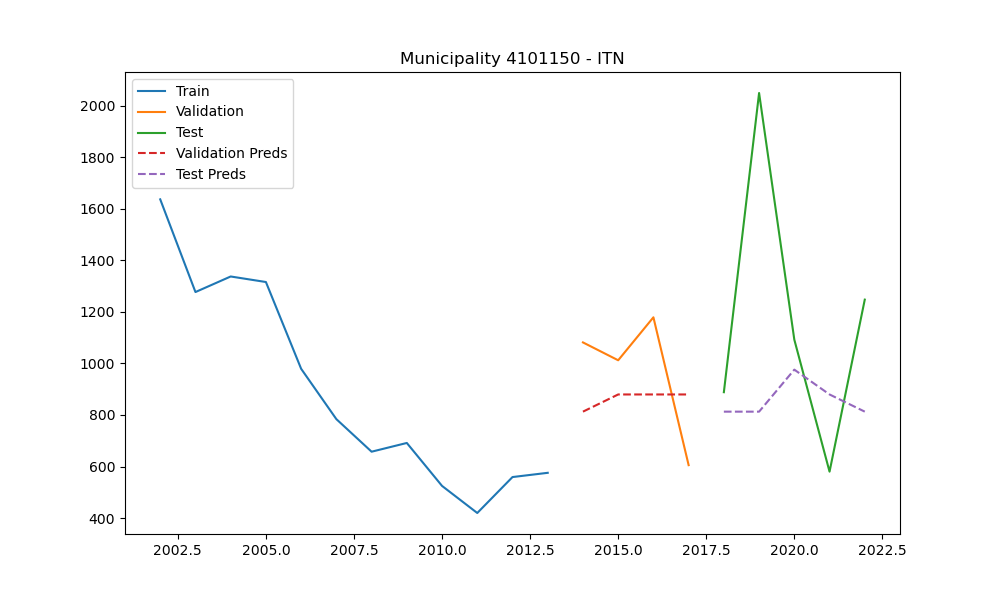 Municipality 4101150 - ITN
Train
Validation
Test
Validation Preds
Test Preds
2000
1800
1600
1400
1200
1000
800
600
400
2002.5 2005.0 2007.5 2010.0 2012.5 2015.0 2017.5 2020.0 2022.5